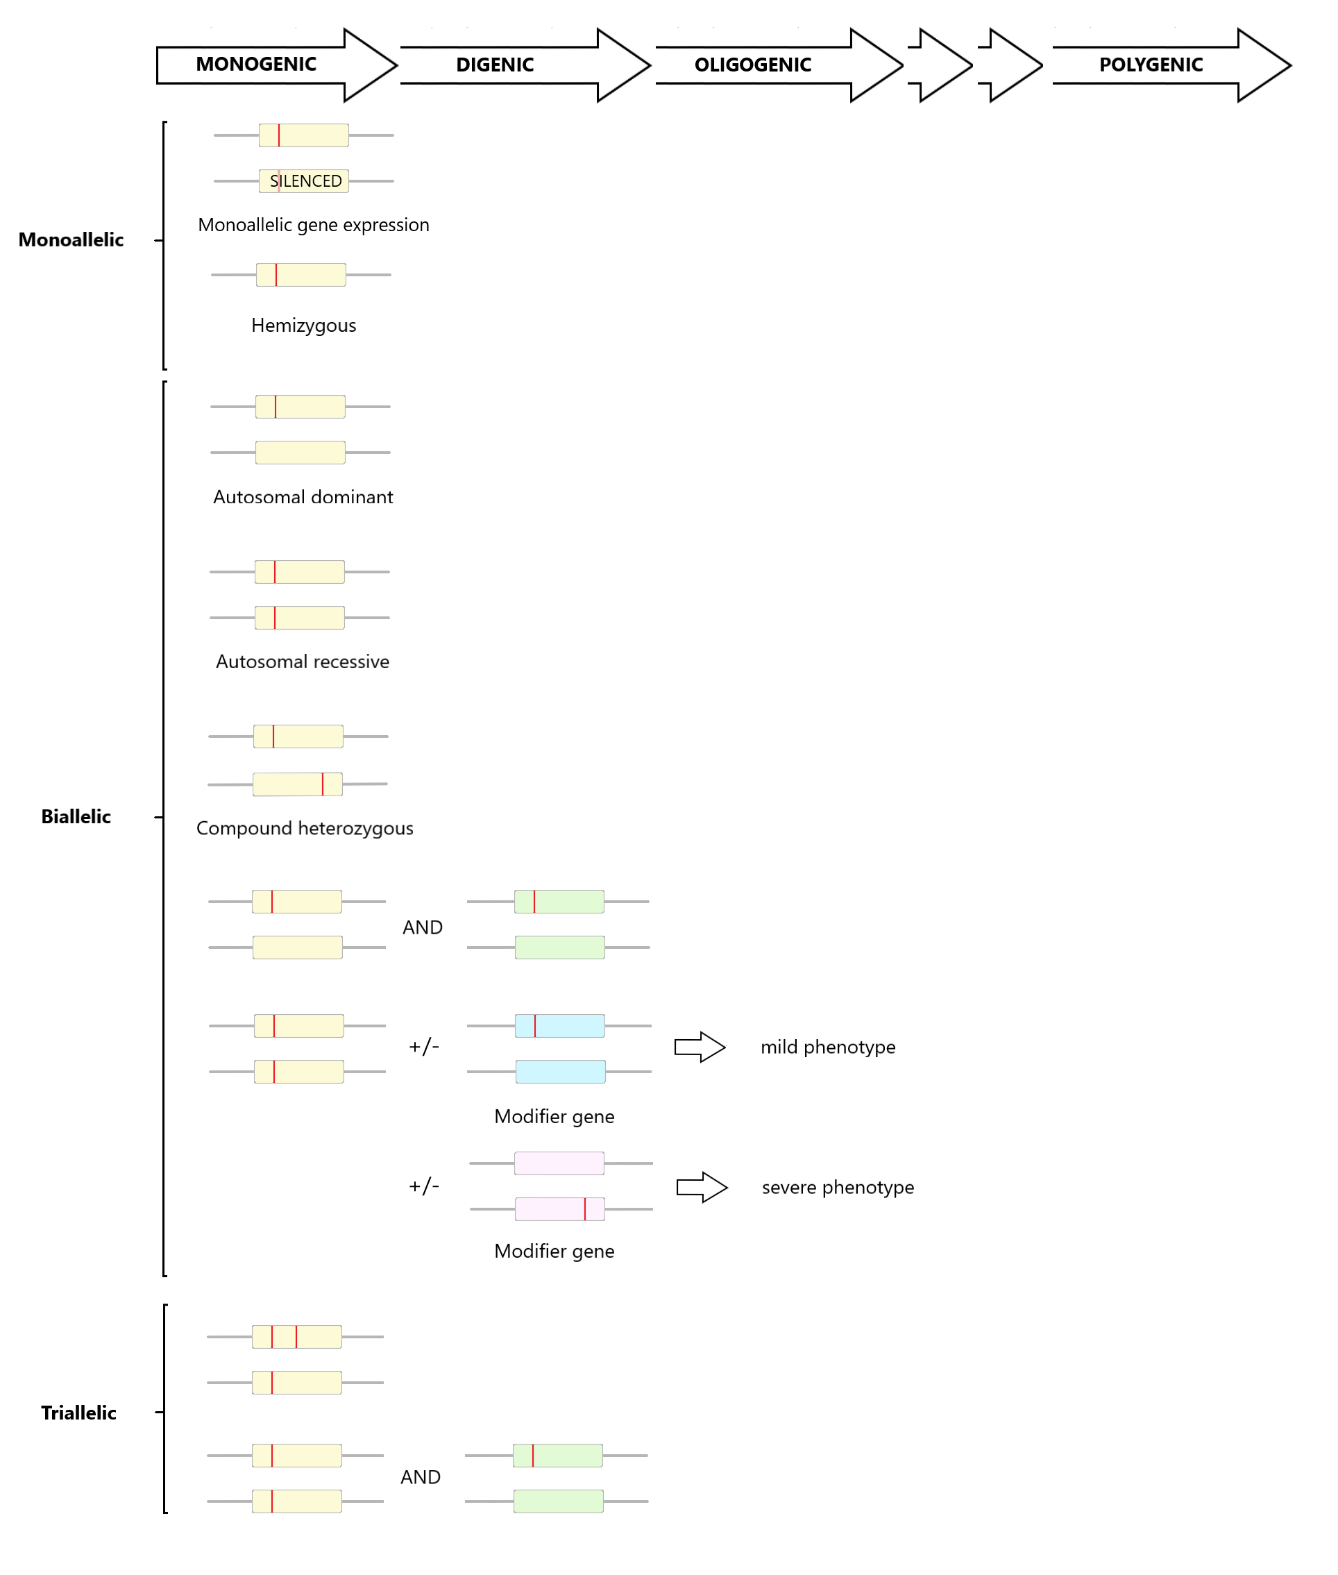 MONOGENIC
DIGENIC
OLIGOGENIC
POLYGENIC
Monoallelic
SILENCED
Monoallelic gene expression
Hemizygous
Biallelic
Autosomal dominant
Autosomal recessive
Compound heterozygous
AND
+/-
mild phenotype
Modifier gene
+/-
severe phenotype
Modifier gene
Triallelic
AND